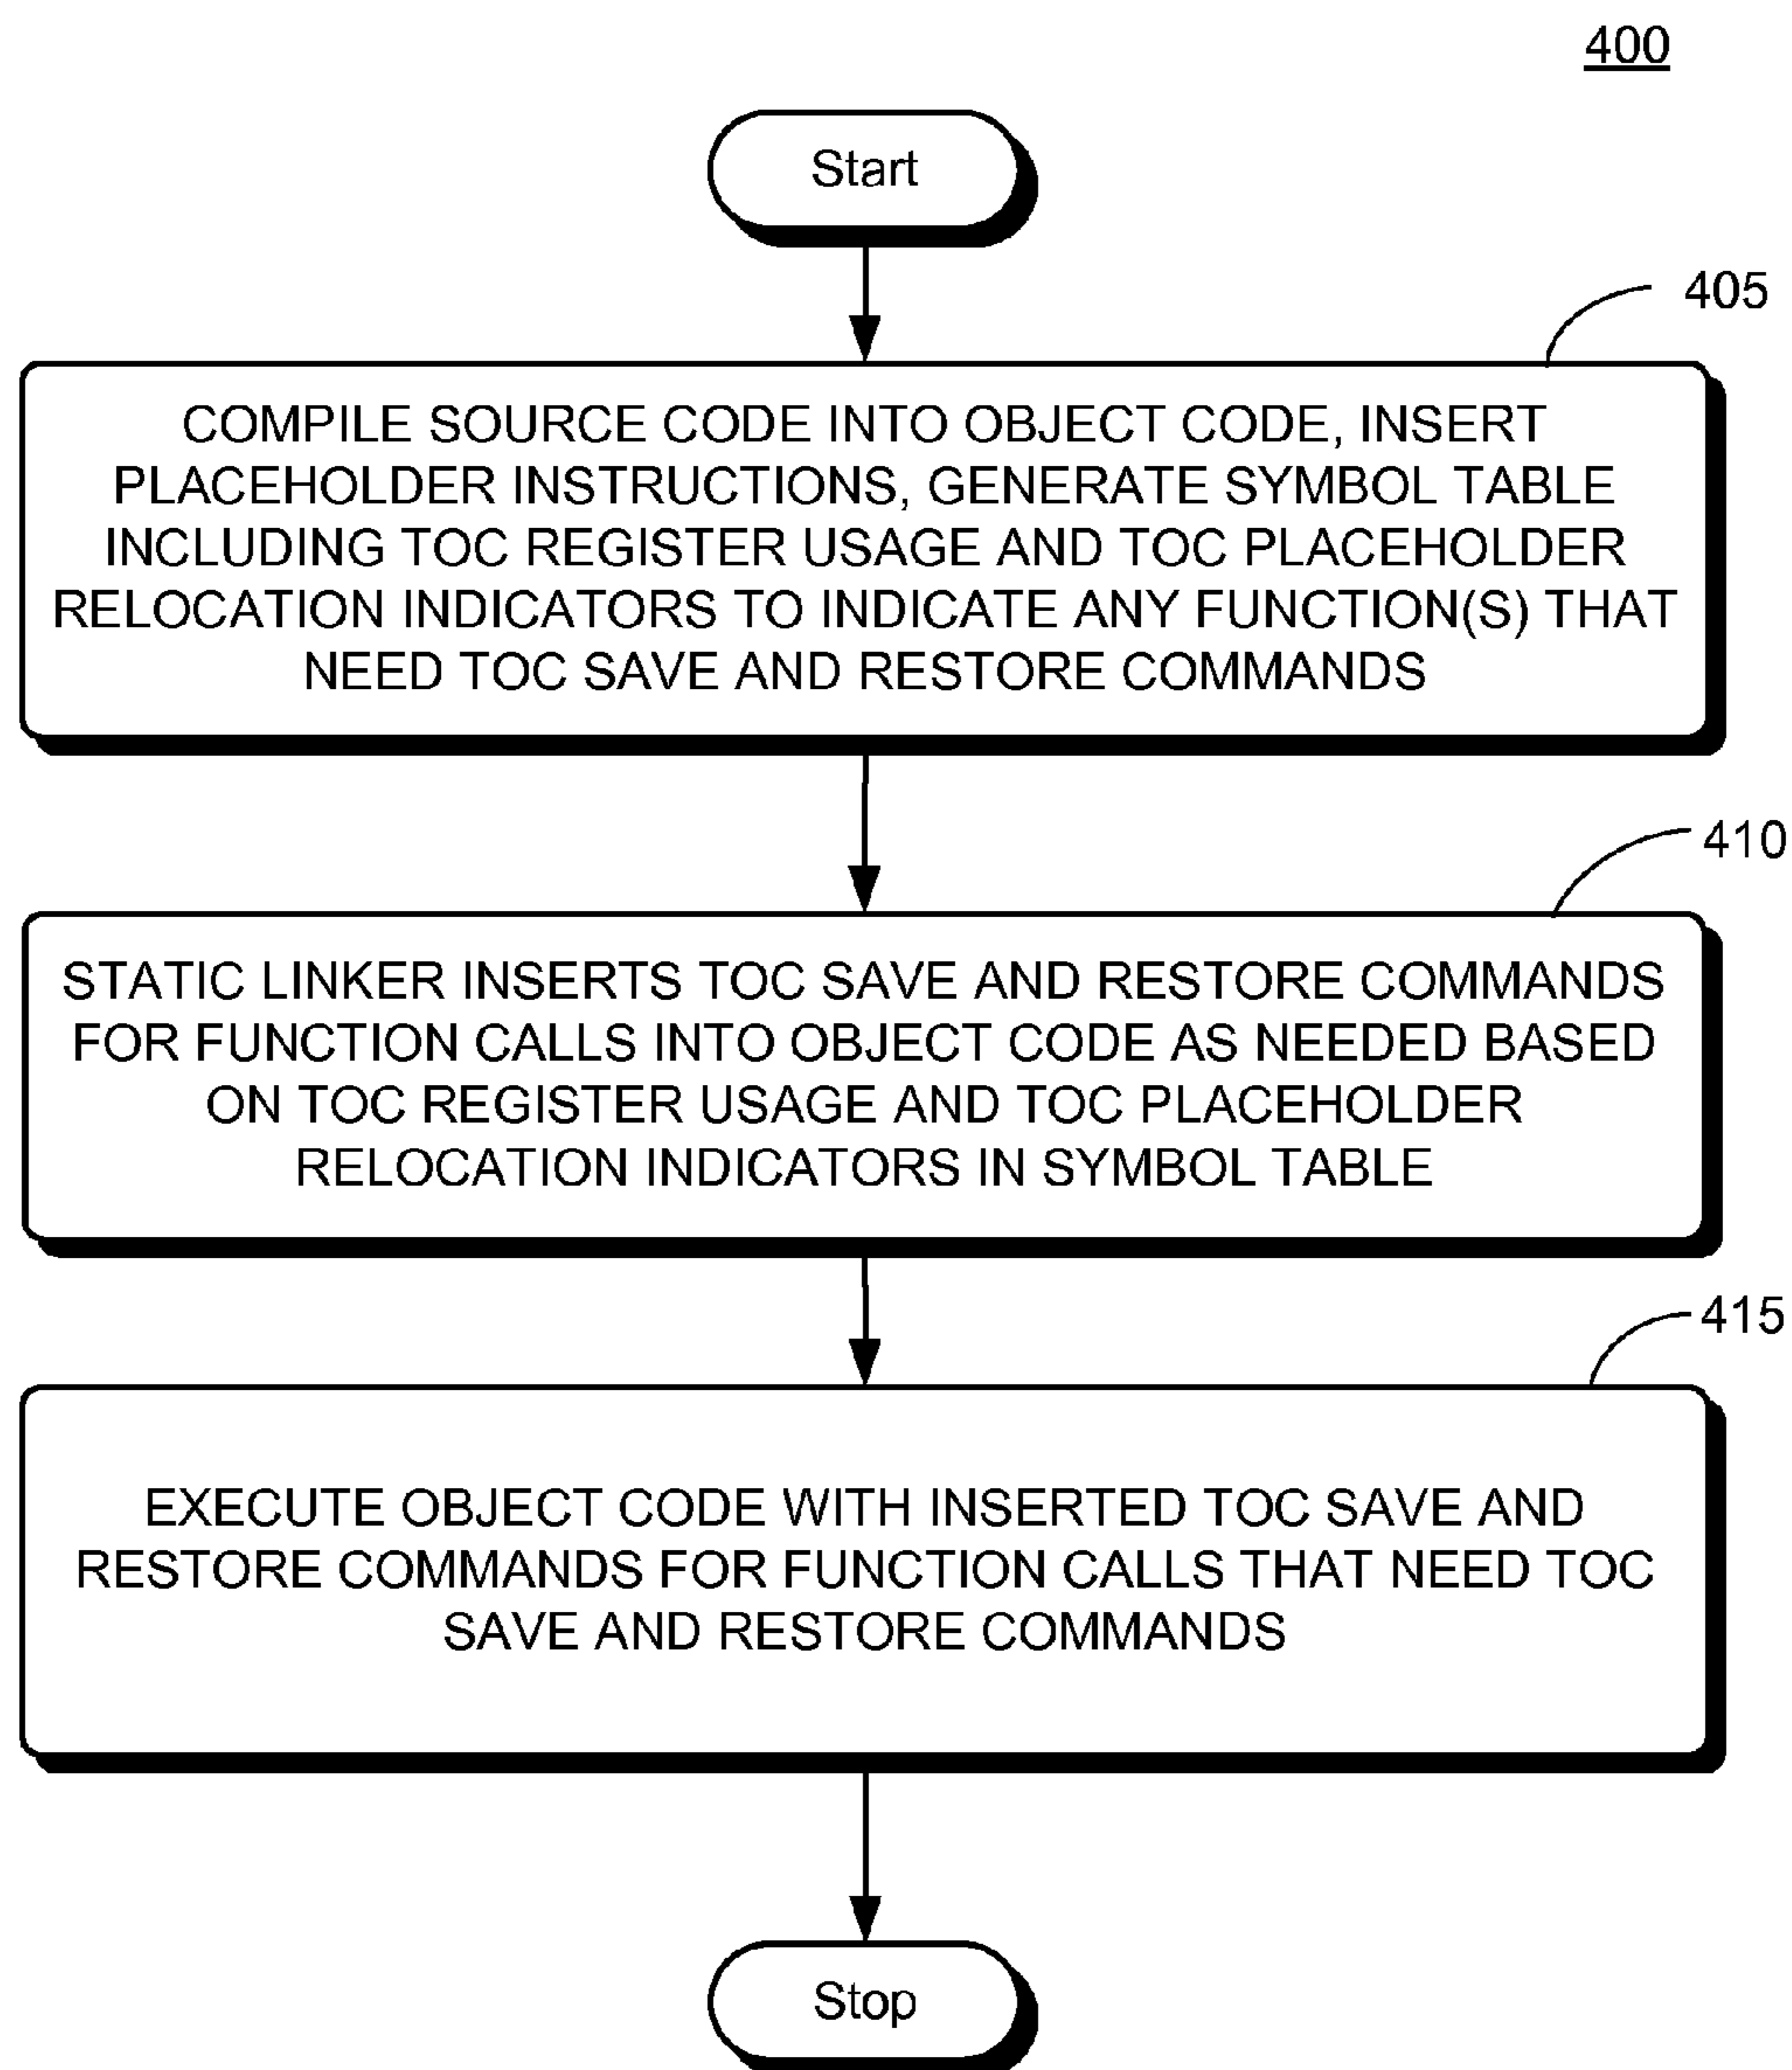 400
Start
405
COMPILE SOURCE CODE INTO OBJECT CODE, INSERT
PLACEHOLDER INSTRUCTIONS, GENERATE SYMBOL TABLE
INCLUDING TOC REGISTER USAGE AND TOC PLACEHOLDER
RELOCATION INDICATORS TO INDICATE ANY FUNCTION(S) THAT
NEED TOC SAVE AND RESTORE COMMANDS
410
STATIC LINKER INSERTS TOC SAVE AND RESTORE COMMANDS
FOR FUNCTION CALLS INTO OBJECT CODE AS NEEDED BASED
ON TOC REGISTER USAGE AND TOC PLACEHOLDER
RELOCATION INDICATORS IN SYMBOL TABLE
415
EXECUTE OBJECT CODE WITH INSERTED TOC SAVE AND
RESTORE COMMANDS FOR FUNCTION CALLS THAT NEED TOC
SAVE AND RESTORE COMMANDS
Stop